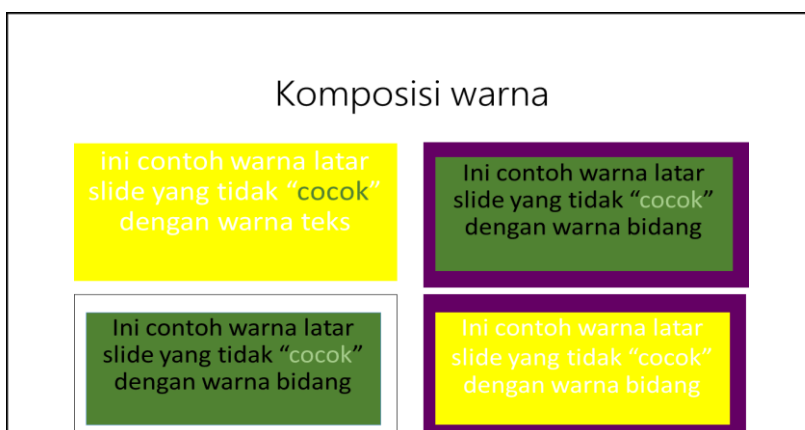 Komposisi warna
ini contoh warna latar
slide yang tidak “cocok”
dengan warna teks
Ini contoh warna latar
slide yang tidak “cocok”
dengan warna bidang
Ini contoh warna latar
slide yang tidak “cocok”
dengan warna bidang
Ini contoh warna latar
slide yang tidak “cocok”
dengan warna bidang